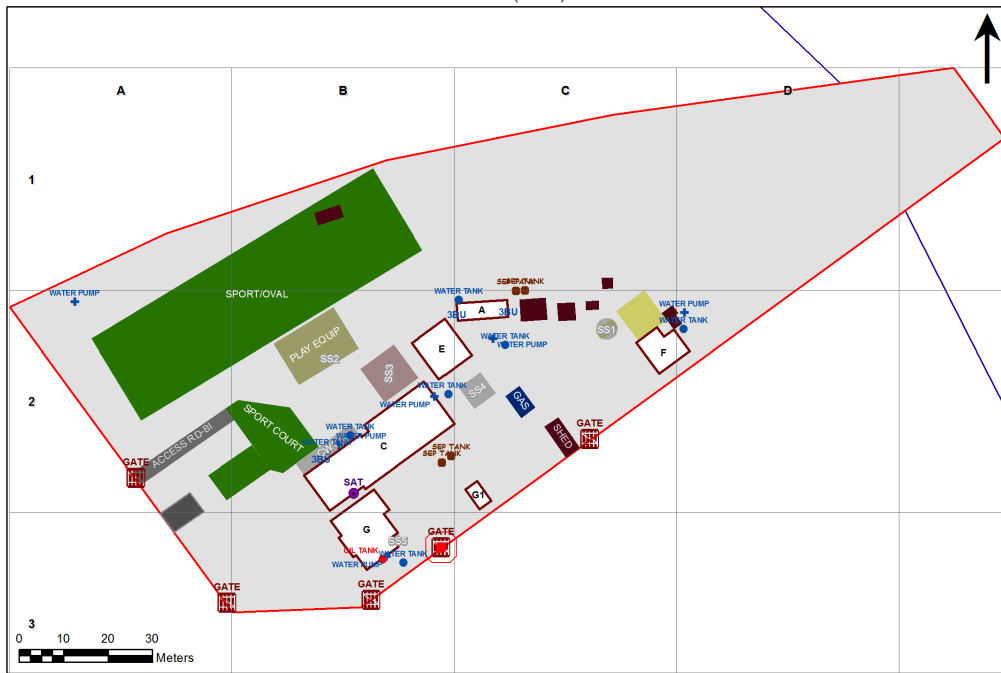 A
B
C
D
1
WATER PUMP
SPORT/OVAL
SEP TANK
WATER TANK
3BU
A
3BU
WATER PUMP
WATER TANK
SS1
PLAY EQUIP
SS2
E
WATER PUMP
F
SS3
2
WATER TANK
WATER PUMP
SS4
GAS
SPORT COURT
ACCESS RD-BI
WATER TANK
WATER PUMP
WATER TANK
3BU
C
SHED
GATE
SEP TANK
SEP TANK
GATE
SAT
G1
G
SS5
GATE
OIL TANK
WATER TANK
WATER PUMP
GATE
GATE
3
0 10 20 30
Meters